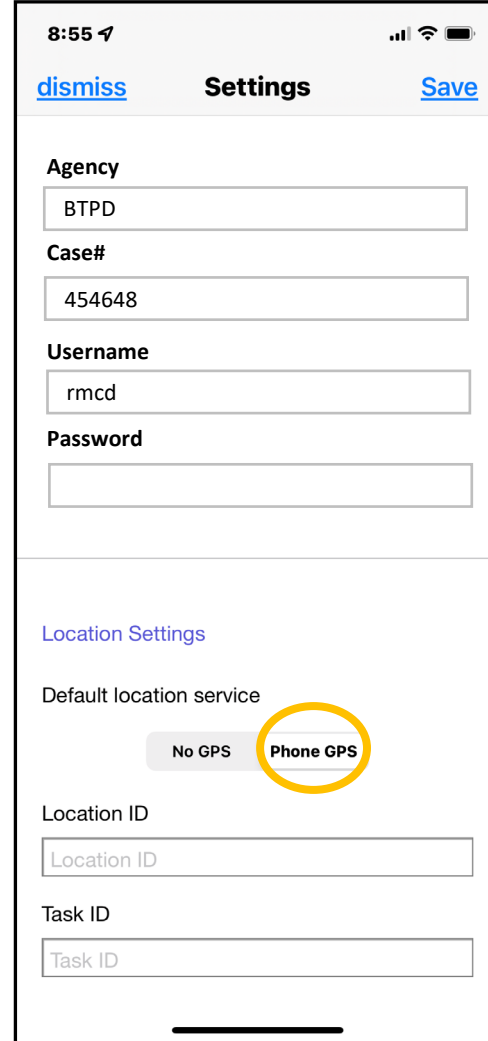 8:55
dismiss Settings Save
Agency
BTPD
Case#
454648
Username
rmcd
Password
Location Settings
Default location service
No GPS Phone GPS
Location ID
Location ID
Task ID
Task ID